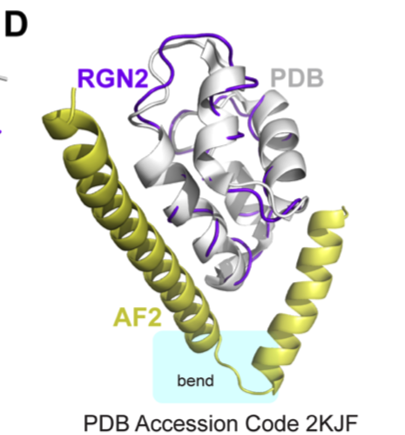 D
RGN2
PDB
AF2
bend
PDB Accession Code 2KJF